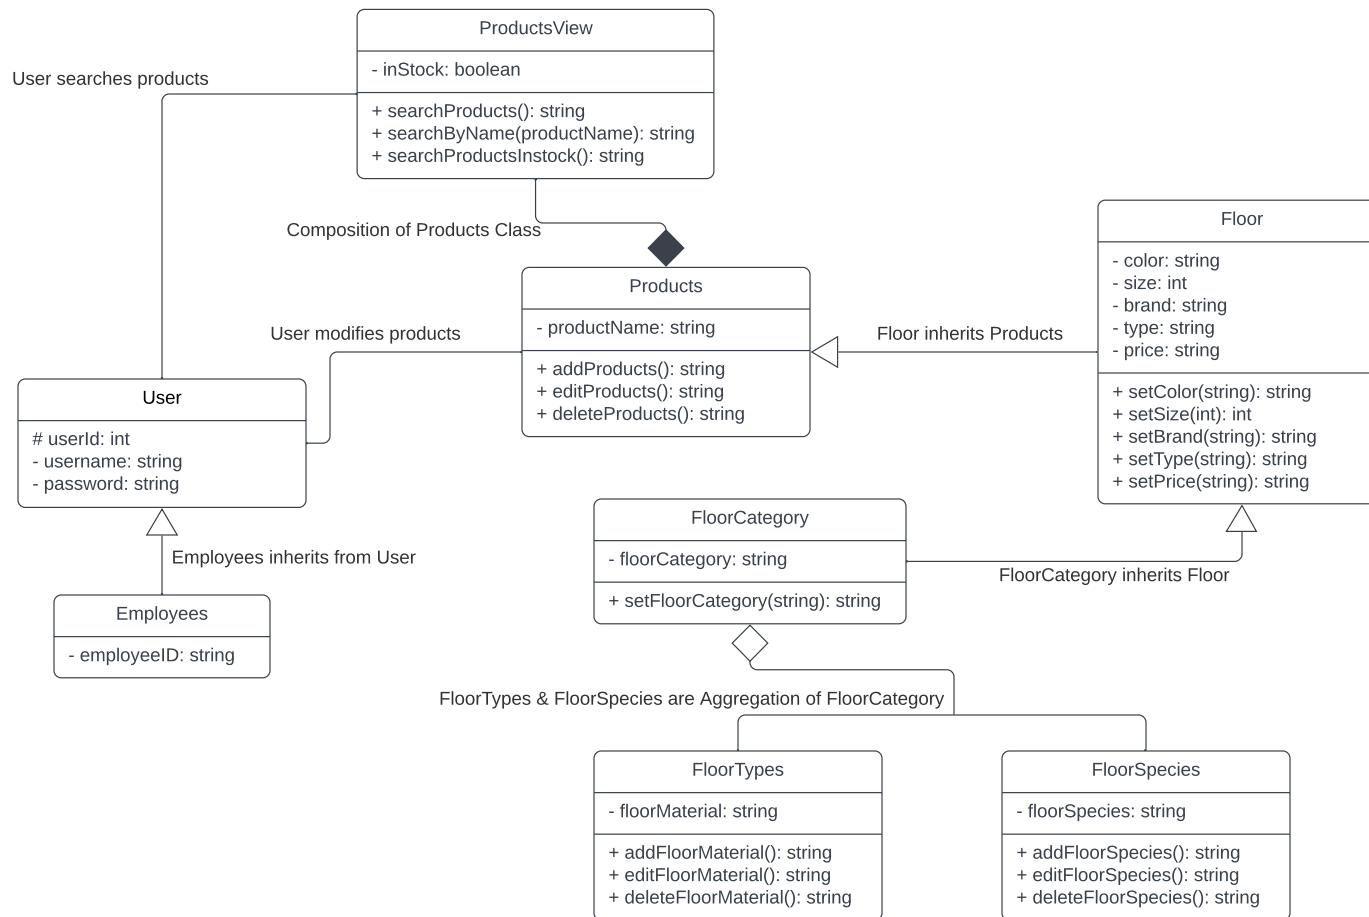 ProductsView
- inStock: boolean
+ searchProducts(): string
+ searchByName(productName): string
+ searchProductsInstock(): string
User searches products
Composition of Products Class
Products
- productName: string
+ addProducts(): string
+ editProducts(): string
+ deleteProducts(): string
User modifies products
Floor inherits Products
Floor
- color: string
- size: int
- brand: string
- type: string
- price: string
+ setColor(string): string
+ setSize(int): int
+ setBrand(string): string
+ setType(string): string
+ setPrice(string): string
User
# userId: int
- username: string
- password: string
Employees inherits from User
Employees
- employeeID: string
FloorCategory
- floorCategory: string
+ setFloorCategory(string): string
FloorCategory inherits Floor
FloorTypes & FloorSpecies are Aggregation of FloorCategory
FloorTypes
- floorMaterial: string
+ addFloorMaterial(): string
+ editFloorMaterial(): string
+ deleteFloorMaterial(): string
FloorSpecies
- floorSpecies: string
+ addFloorSpecies(): string
+ editFloorSpecies(): string
+ deleteFloorSpecies(): string